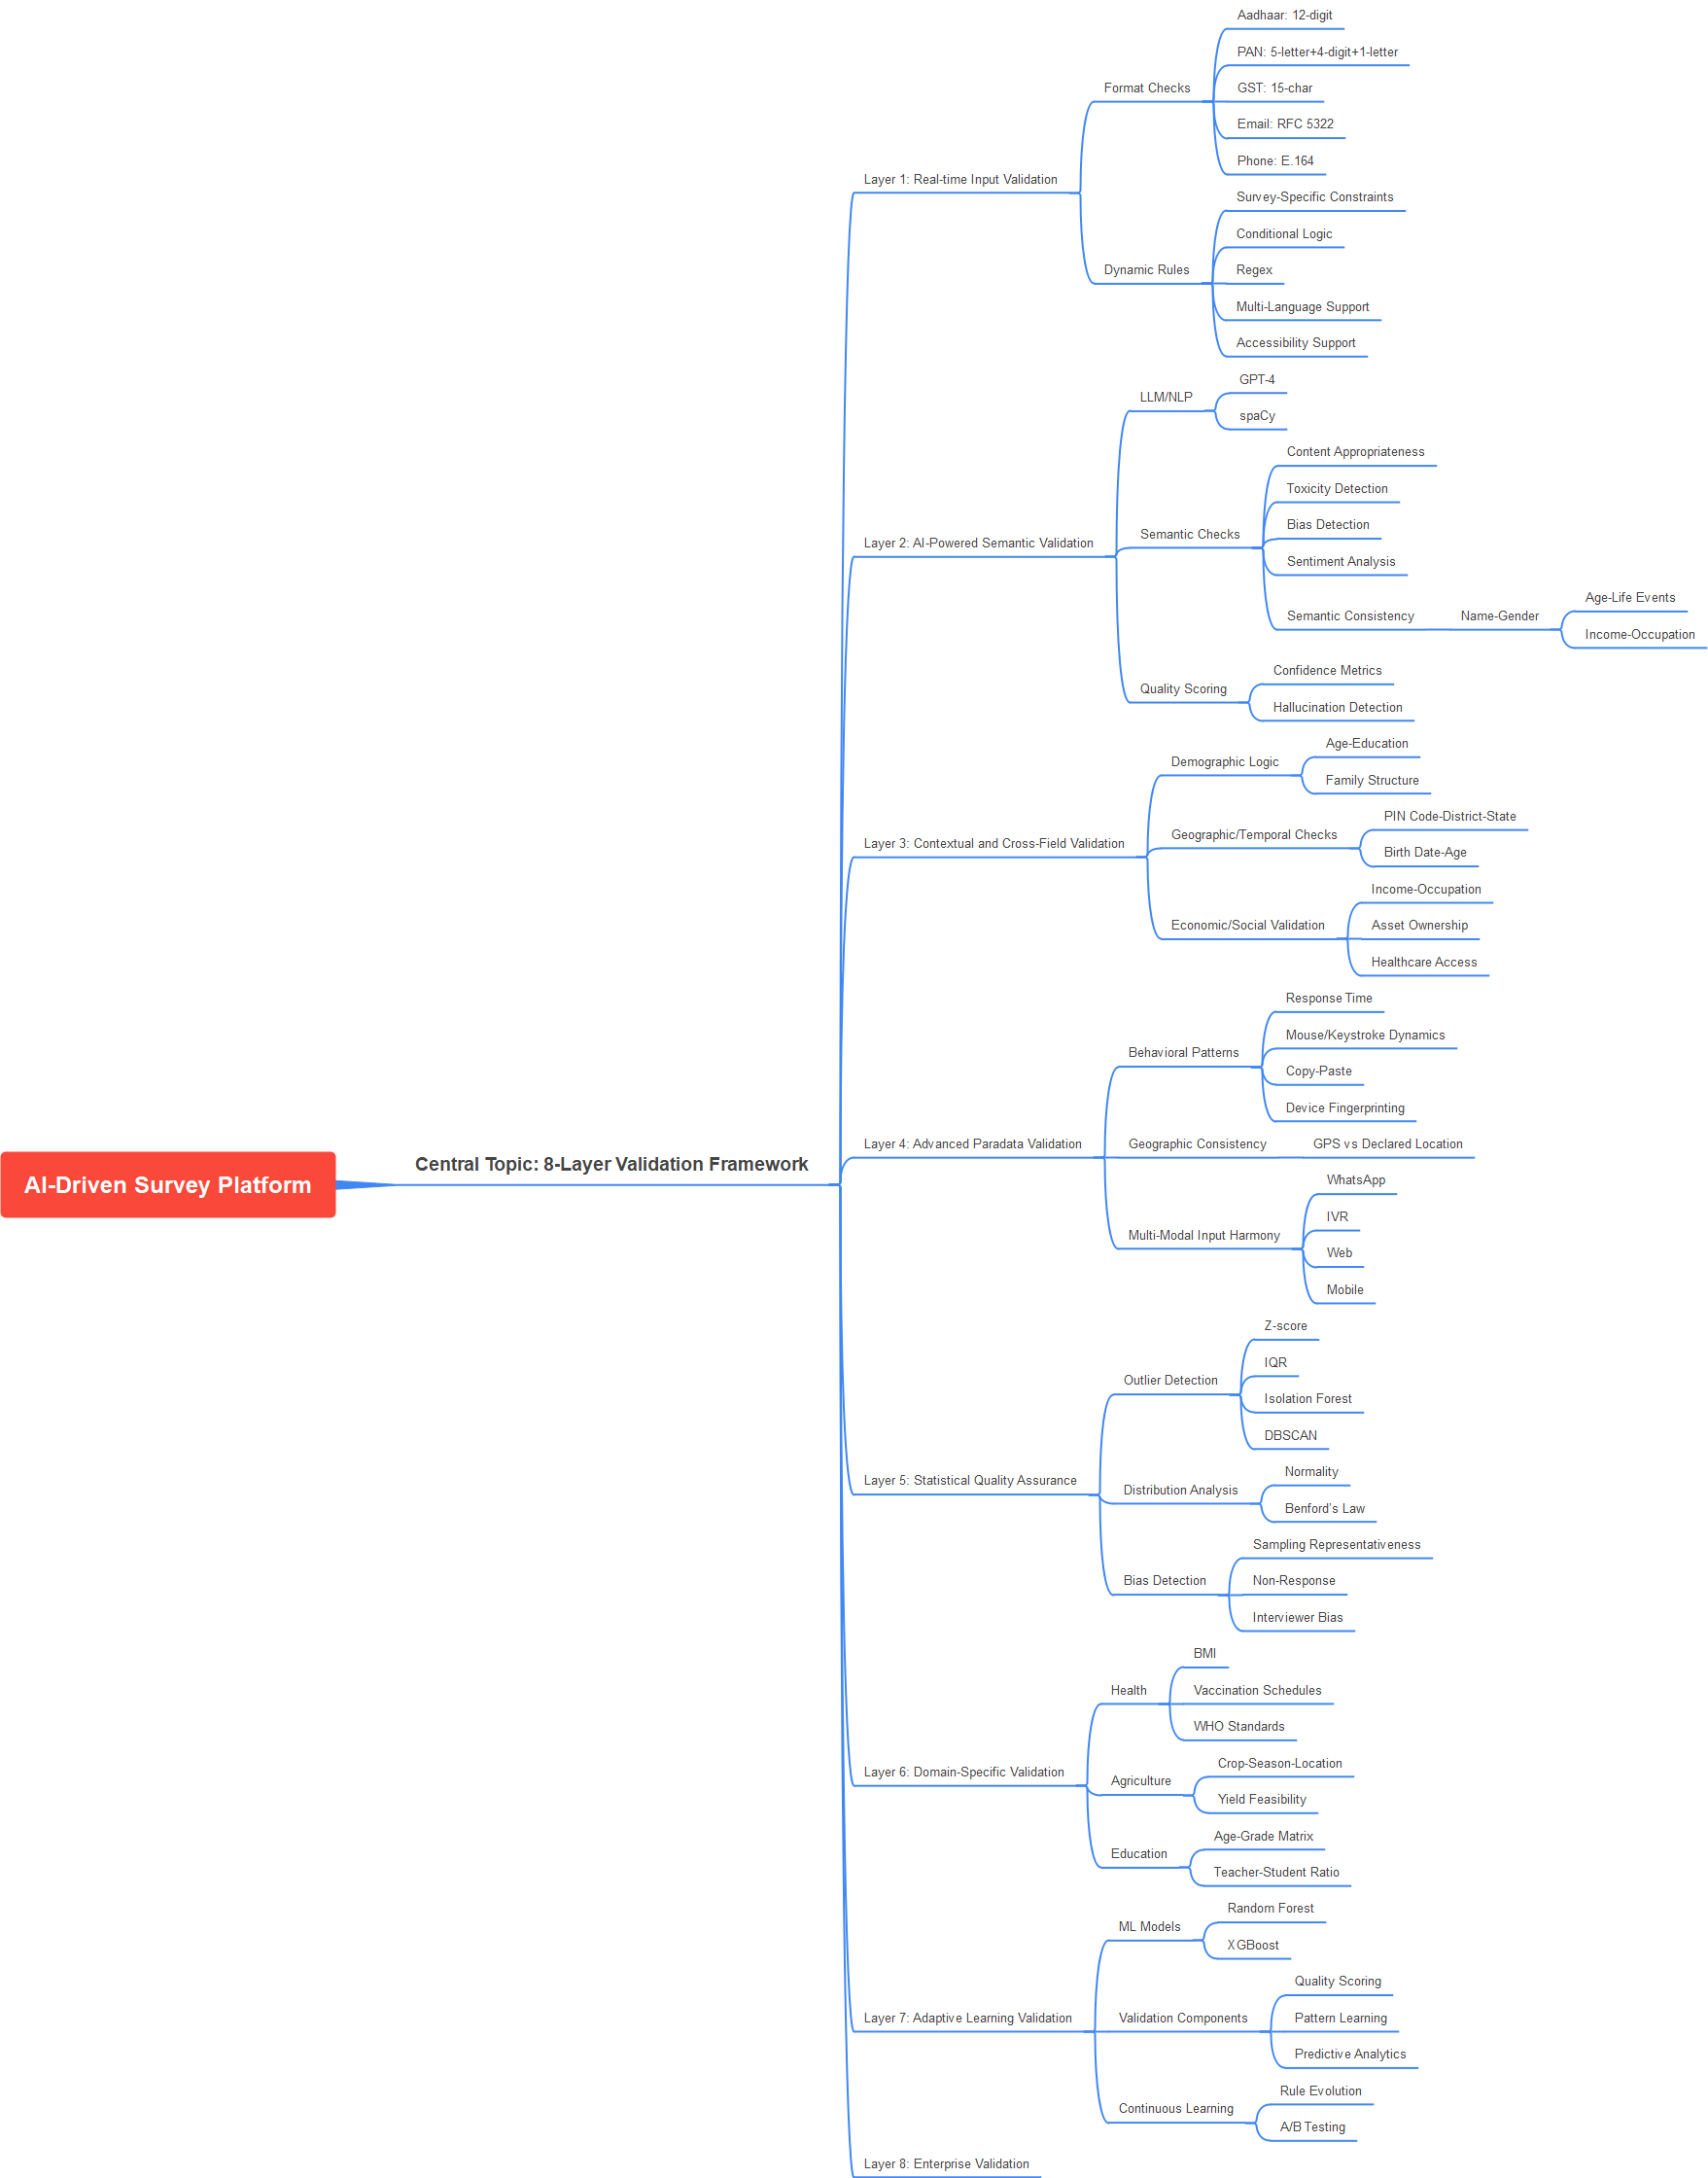 AI-Driven Survey Platform
Central Topic: 8-Layer Validation Framework
Layer 1: Real-time Input Validation
Format Checks
Aadhaar: 12-digit
PAN: 5-letter+4-digit+1-letter
GST: 15-char
Email: RFC 5322
Phone: E.164
Dynamic Rules
Survey-Specific Constraints
Conditional Logic
Regex
Multi-Language Support
Accessibility Support
Layer 2: AI-Powered Semantic Validation
LLM/NLP
GPT-4
spaCy
Semantic Checks
Content Appropriateness
Toxicity Detection
Bias Detection
Sentiment Analysis
Semantic Consistency
Name-Gender
Age-Life Events
Income-Occupation
Quality Scoring
Confidence Metrics
Hallucination Detection
Layer 3: Contextual and Cross-Field Validation
Demographic Logic
Age-Education
Family Structure
Geographic/Temporal Checks
PIN Code-District-State
Birth Date-Age
Economic/Social Validation
Income-Occupation
Asset Ownership
Healthcare Access
Layer 4: Advanced Paradata Validation
Behavioral Patterns
Response Time
Mouse/Keystroke Dynamics
Copy-Paste
Device Fingerprinting
Geographic Consistency
GPS vs Declared Location
Multi-Modal Input Harmony
WhatsApp
IVR
Web
Mobile
Layer 5: Statistical Quality Assurance
Outlier Detection
Z-score
IQR
Isolation Forest
DBSCAN
Distribution Analysis
Normality
Benford's Law
Bias Detection
Sampling Representativeness
Non-Response
Interviewer Bias
Layer 6: Domain-Specific Validation
Health
BMI
Vaccination Schedules
WHO Standards
Agriculture
Crop-Season-Location
Yield Feasibility
Education
Age-Grade Matrix
Teacher-Student Ratio
Layer 7: Adaptive Learning Validation
ML Models
Random Forest
XGBoost
Validation Components
Quality Scoring
Pattern Learning
Predictive Analytics
Continuous Learning
Rule Evolution
A/B Testing
Layer 8: Enterprise Validation